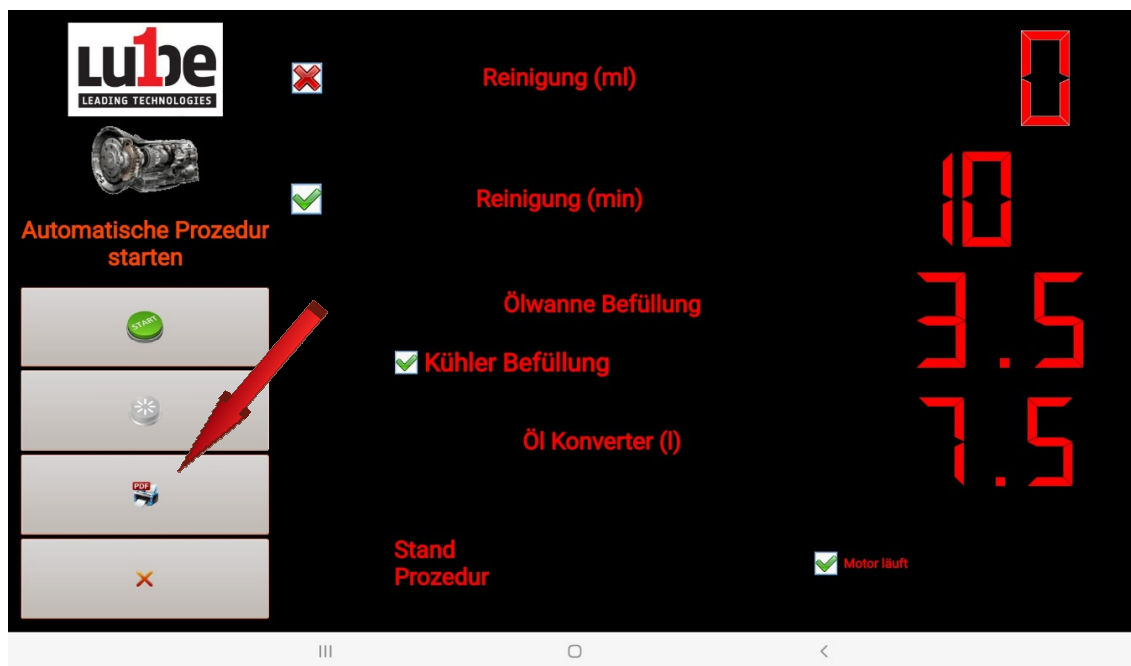 Lu1be
LEADING TECHNOLOGIES
Automatische Prozedur
starten
START
PDF
Reinigung (ml)
0
Reinigung (min)
10
Ölwanne Befüllung
3.5
Kühler Befüllung
Öl Konverter (l)
7.5
Stand
Prozedur
Motor läuft